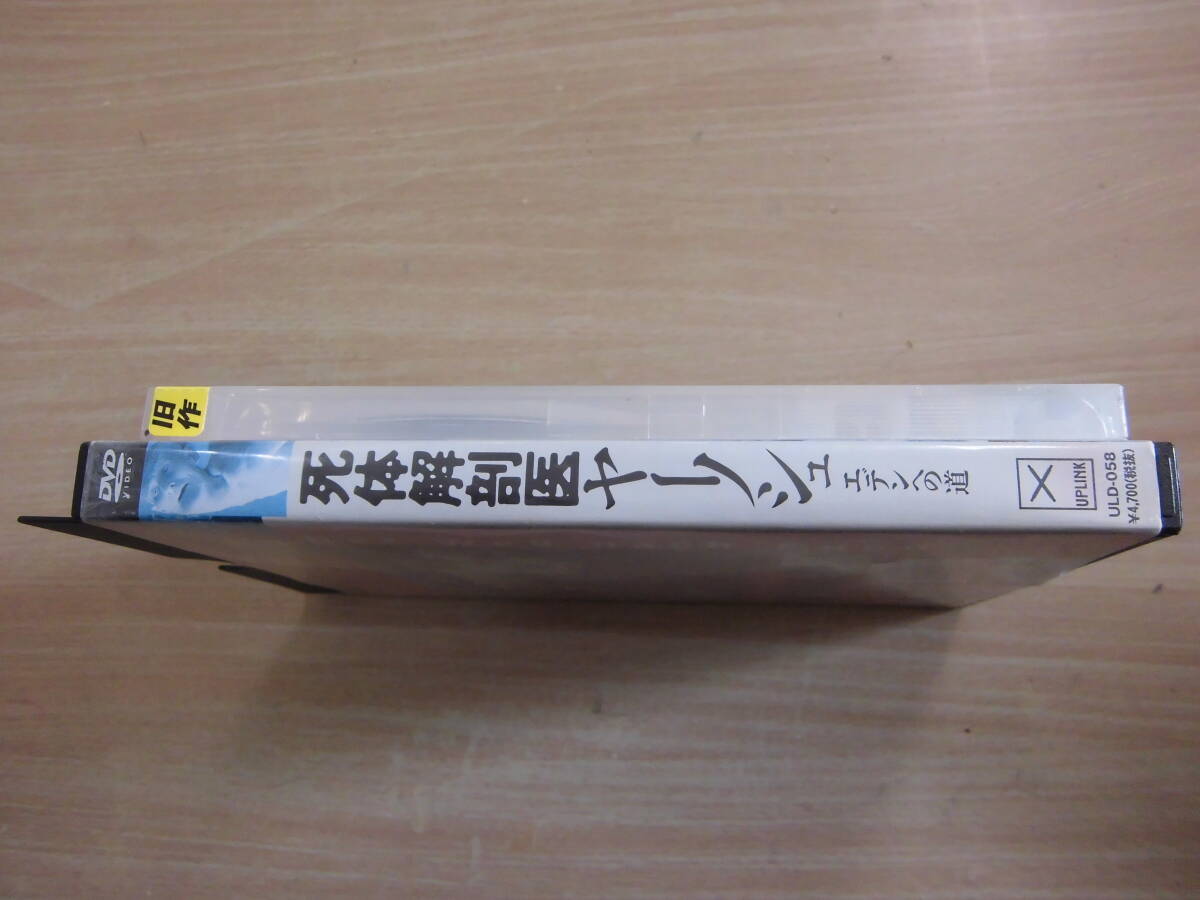 旧作
DVD
VIDEO
死体解剖医ヤーノシュ エデンへの道
UPLINK
ULD-058
¥4,700(税抜)